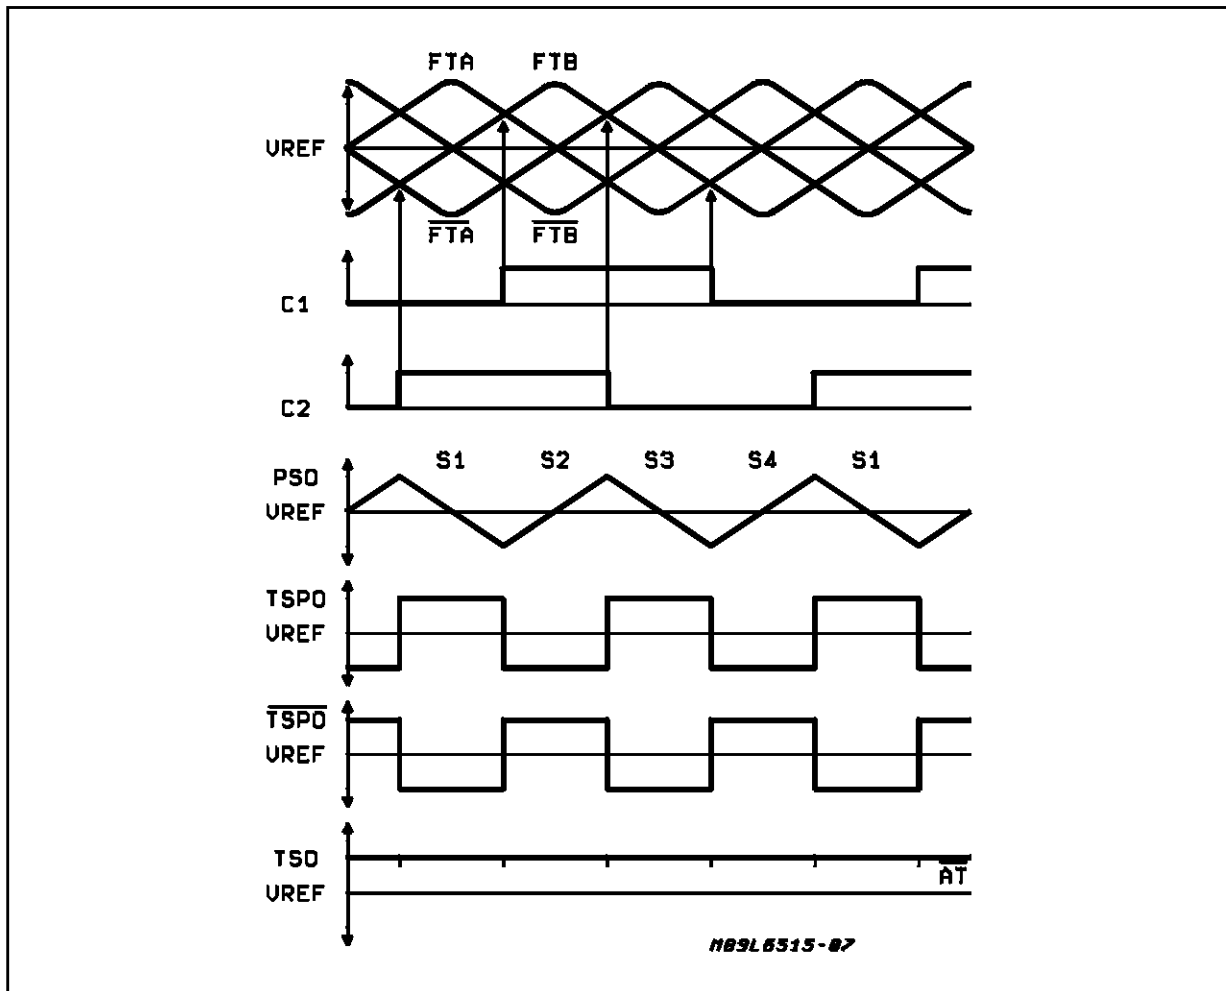 FTA FTB
VREF
FTA FTB
C1
C2
S1 S2 S3 S4 S1
PSO
VREF
TSPO
VREF
TSPO
VREF
TSO
AT
VREF
M89L6515-07